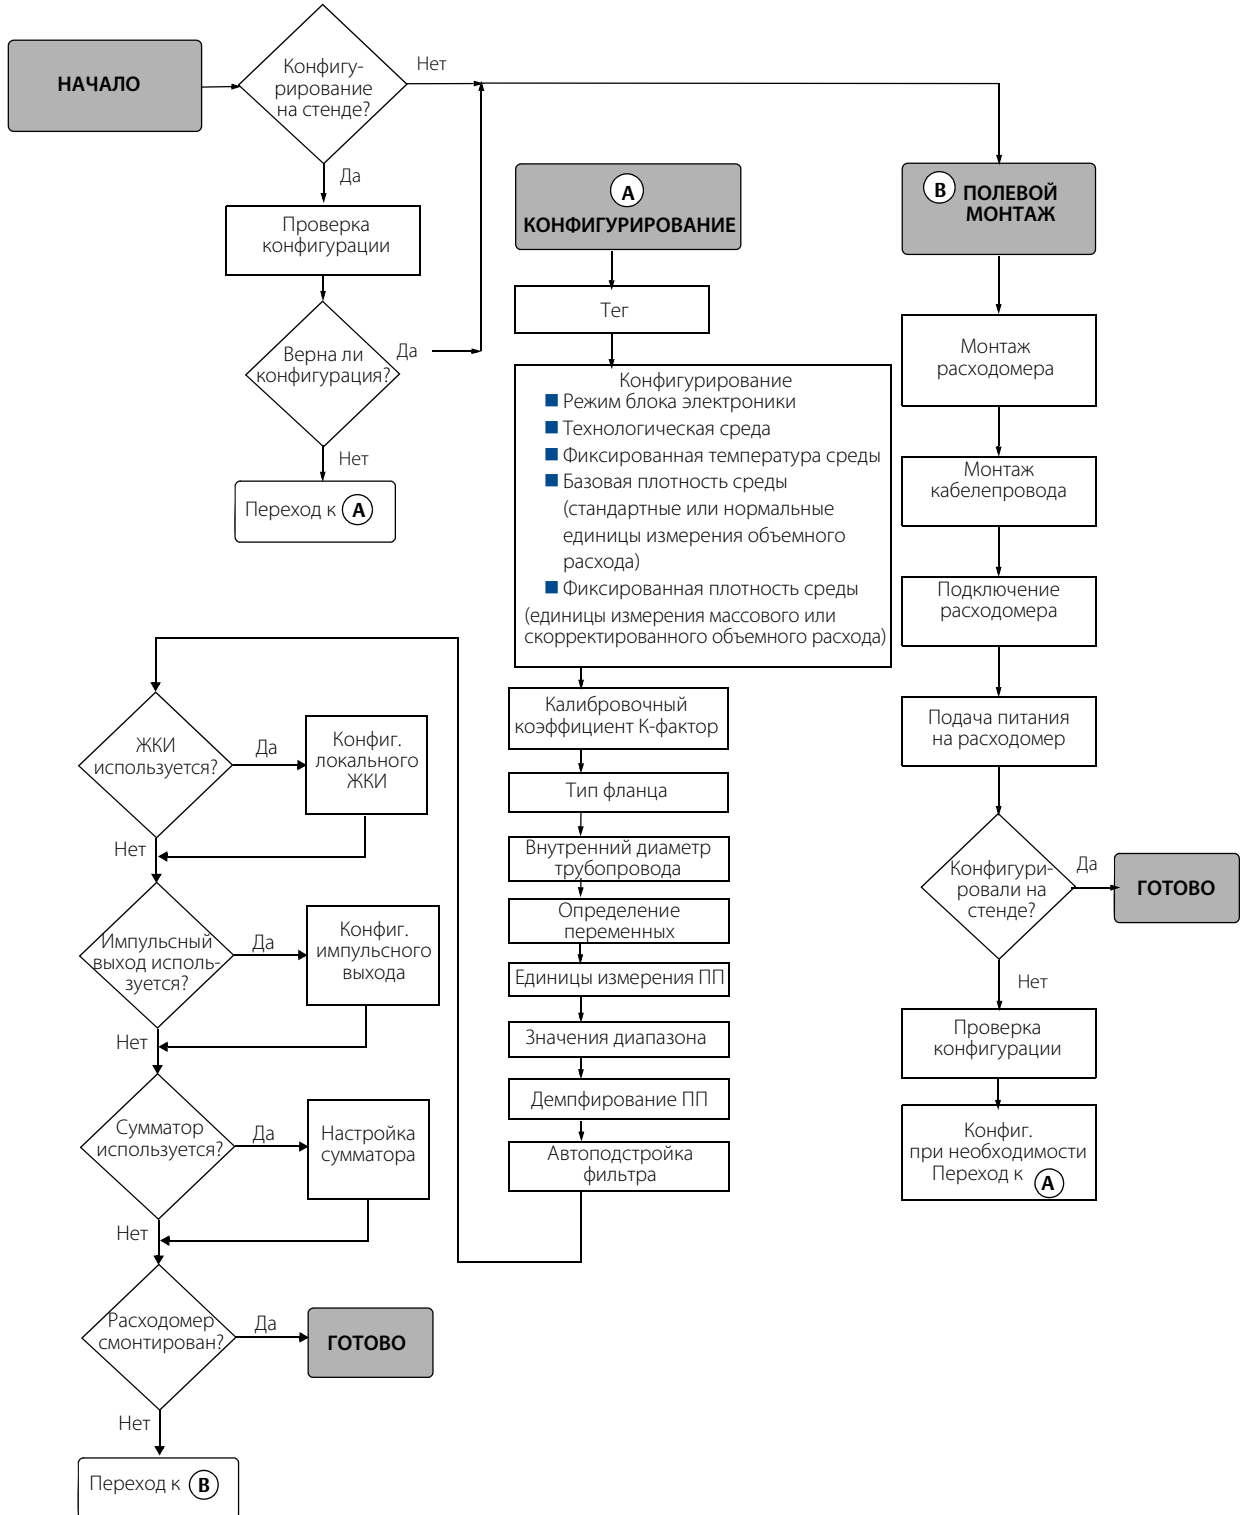 НАЧАЛО
Конфигу-
рирование
на стенде?
Нет
Да
Проверка
конфигурации
Верна ли
конфигурация?
Да
Нет
Переход к A
A
КОНФИГУРИРОВАНИЕ
Тег
Конфигурирование
Режим блока электроники
Технологическая среда
Фиксированная температура среды
Базовая плотность среды
(стандартные или нормальные
единицы измерения объемного
расхода)
Фиксированная плотность среды
(единицы измерения массового или
скорректированного объемного расхода)
Калибровочный
коэффициент К-фактор
Тип фланца
Внутренний диаметр
трубопровода
Определение
переменных
Единицы измерения ПП
Значения диапазона
Демпфирование ПП
Автоподстройка
фильтра
ЖКИ
используется?
Да
Конфиг.
локального
ЖКИ
Нет
Импульсный
выход исполь-
зуется?
Да
Конфиг.
импульсного
выхода
Нет
Сумматор
используется?
Да
Настройка
сумматора
Нет
Расходомер
смонтирован?
Да
ГОТОВО
Нет
Переход к B
B ПОЛЕВОЙ
МОНТАЖ
Монтаж
расходомера
Монтаж
кабелепровода
Подключение
расходомера
Подача питания
на расходомер
Конфигури-
ровали на
стенде?
Да
ГОТОВО
Нет
Проверка
конфигурации
Конфиг.
при необходимости
Переход к A